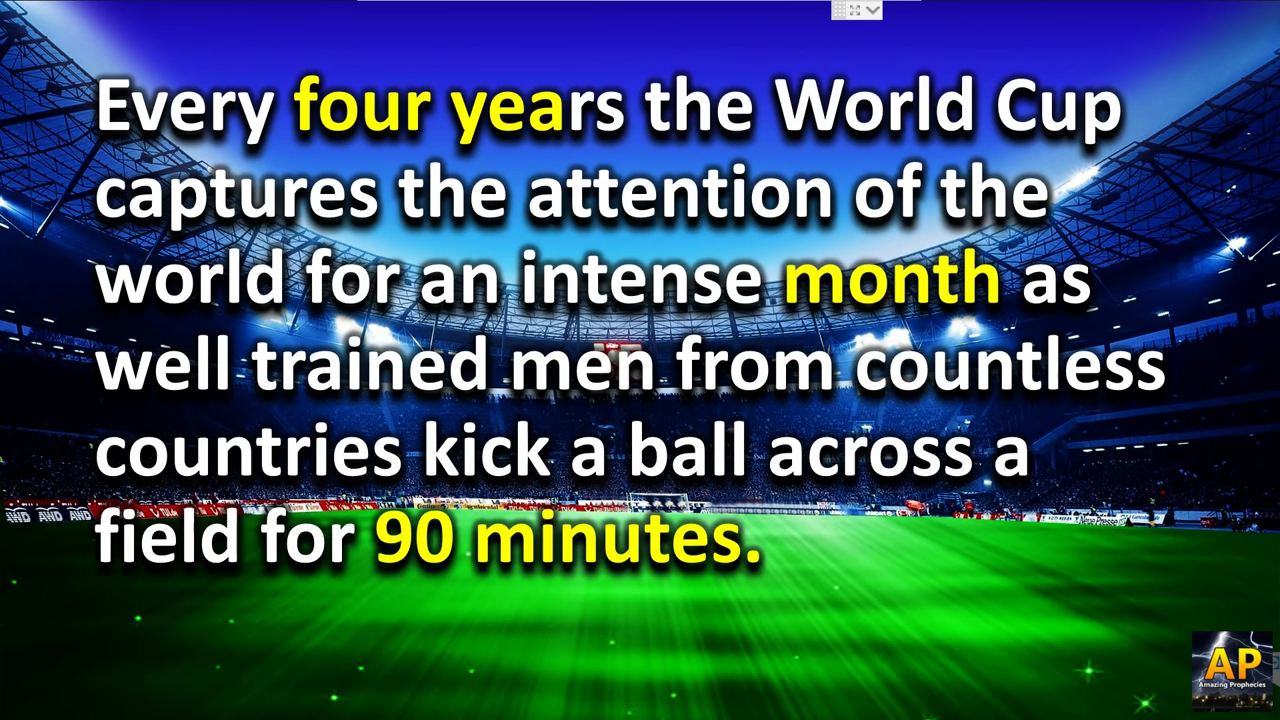 Every four years the World Cup
captures the attention of the
world for an intense month as
well trained men from countless
countries kick a ball across a
field for 90 minutes.
AP
Amazing Prophecies